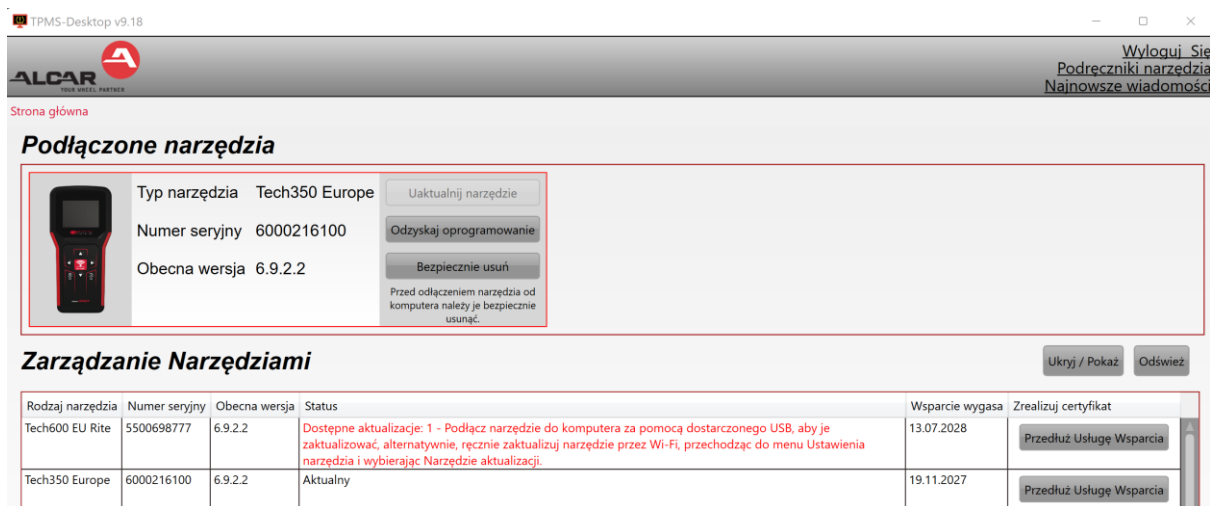 TPMS-Desktop v9.18
ALCAR
YOUR WHEEL PARTNER
Wyloguj Się
Podręczniki narzędzia
Najnowsze wiadomości
Strona główna
Podłączone narzędzia
Typ narzędzia Tech350 Europe
Uaktualnij narzędzie
Numer seryjny 6000216100
Odzyskaj oprogramowanie
Obecna wersja 6.9.2.2
Bezpiecznie usuń
Przed odłączeniem narzędzia od
komputera należy je bezpiecznie
usunąć.
Zarządzanie Narzędziami
Ukryj / Pokaż Odśwież
Rodzaj narzędzia Numer seryjny Obecna wersja Status Wsparcie wygasa Zrealizuj certyfikat
Tech600 EU Rite 5500698777 6.9.2.2 Dostępne aktualizacje: 1 - Podłącz narzędzie do komputera za pomocą dostarczonego USB, aby je 13.07.2028
zaktualizować, alternatywnie, ręcznie zaktualizuj narzędzie przez Wi-Fi, przechodząc do menu Ustawienia Przedłuż Usługę Wsparcia
narzędzia i wybierając Narzędzie aktualizacji.
Tech350 Europe 6000216100 6.9.2.2 Aktualny 19.11.2027 Przedłuż Usługę Wsparcia